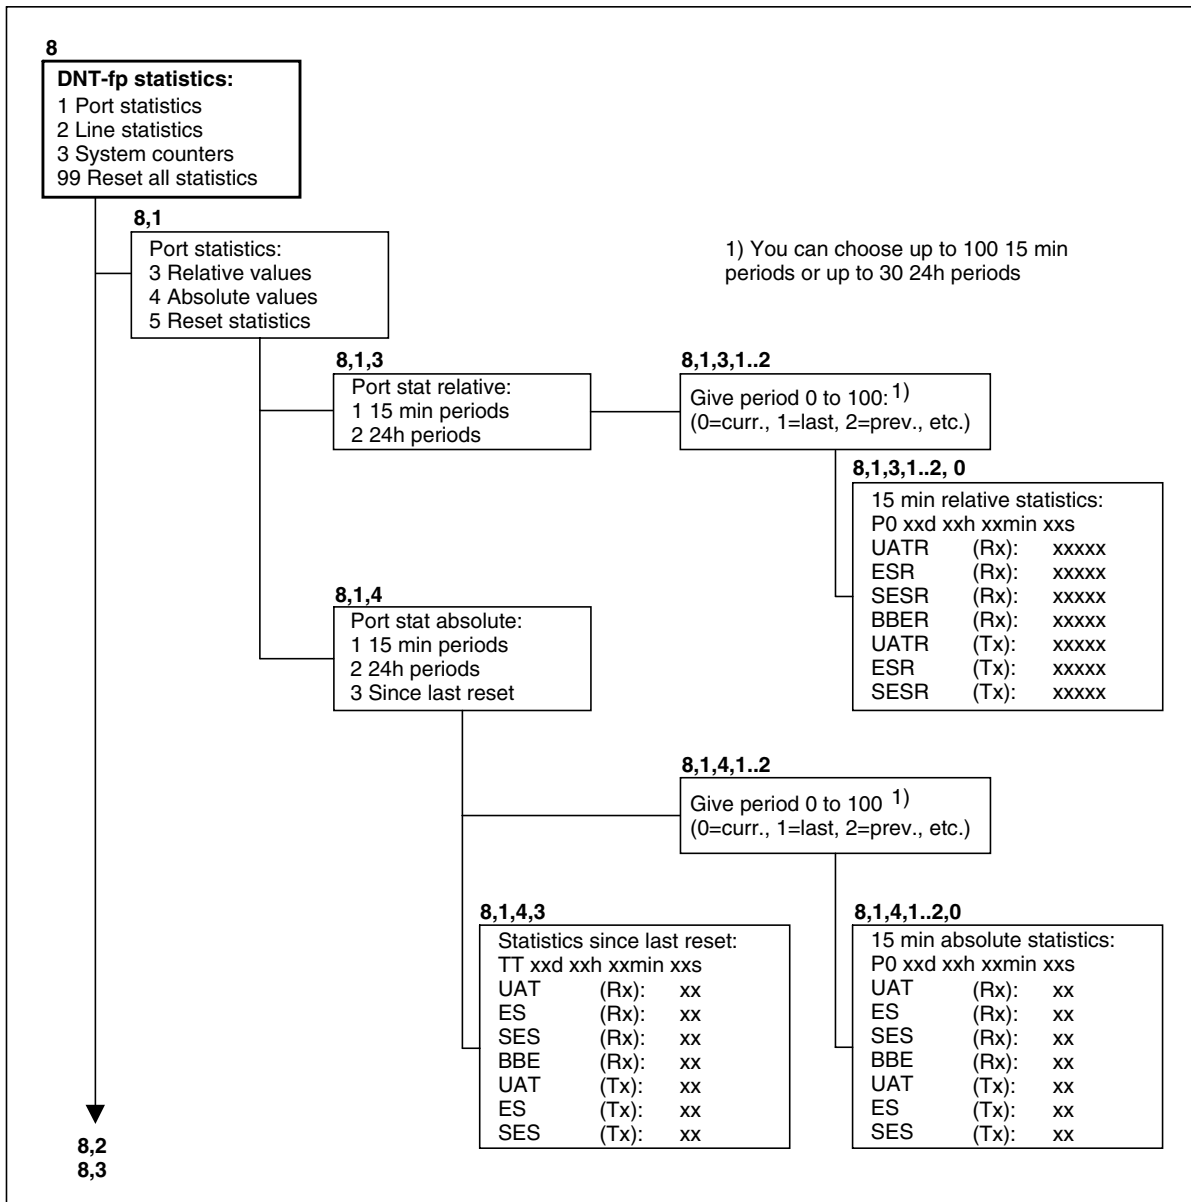 8
DNT-fp statistics:
1 Port statistics
2 Line statistics
3 System counters
99 Reset all statistics
8,1
Port statistics:
3 Relative values
4 Absolute values
5 Reset statistics
1) You can choose up to 100 15 min
periods or up to 30 24h periods
8,1,3
Port stat relative:
1 15 min periods
2 24h periods
8,1,3,1..2
Give period 0 to 100: 1)
(0=curr., 1=last, 2=prev., etc.)
8,1,3,1..2, 0
15 min relative statistics:
P0 xxd xxh xxmin xxs
UATR (Rx): xxxxx
ESR (Rx): xxxxx
SESR (Rx): xxxxx
BBER (Rx): xxxxx
UATR (Tx): xxxxx
ESR (Tx): xxxxx
SESR (Tx): xxxxx
8,1,4
Port stat absolute:
1 15 min periods
2 24h periods
3 Since last reset
8,1,4,1..2
Give period 0 to 100 1)
(0=curr., 1=last, 2=prev., etc.)
8,1,4,3
Statistics since last reset:
TT xxd xxh xxmin xxs
UAT (Rx): xx
ES (Rx): xx
SES (Rx): xx
BBE (Rx): xx
UAT (Tx): xx
ES (Tx): xx
SES (Tx): xx
8,1,4,1..2,0
15 min absolute statistics:
P0 xxd xxh xxmin xxs
UAT (Rx): xx
ES (Rx): xx
SES (Rx): xx
BBE (Rx): xx
UAT (Tx): xx
ES (Tx): xx
SES (Tx): xx
8,2
8,3